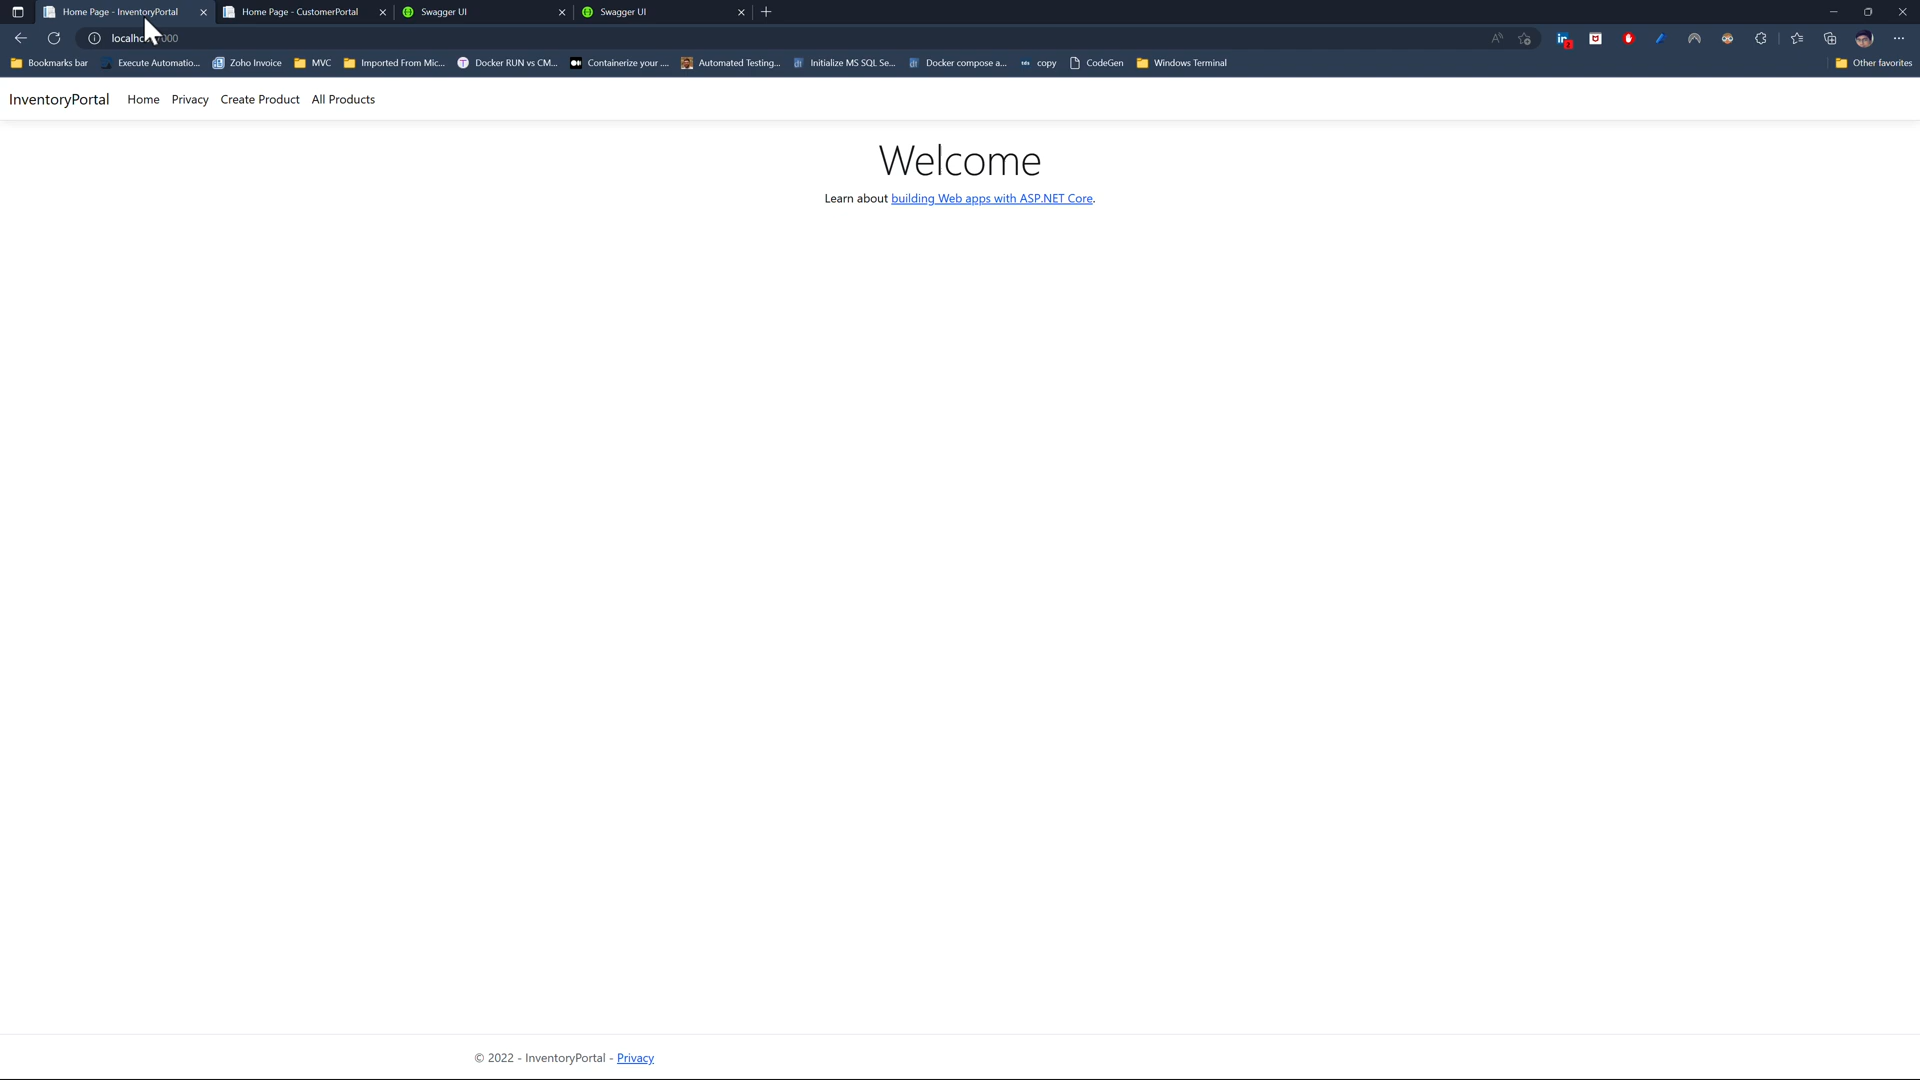 Home Page - InventoryPortal
Home Page - CustomerPortal
Swagger UI
Swagger UI
Bookmarks bar
Execute Automatio...
Zoho Invoice
MVC
Imported From Mic...
Docker RUN vs CM...
Containerize your ....
Automated Testing...
Initialize MS SQL Se...
Docker compose a...
copy
CodeGen
Windows Terminal
Other favorites
InventoryPortal
Home
Privacy
Create Product
All Products
Welcome
Learn about building Web apps with ASP.NET Core.
© 2022 - InventoryPortal - Privacy